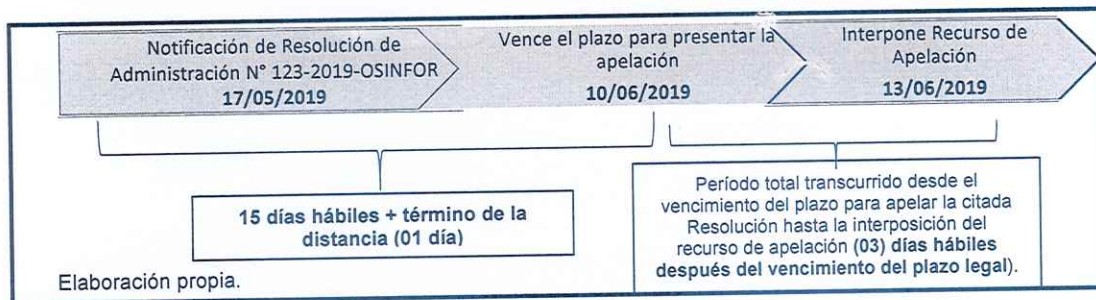 Notificación de Resolución de
Administración N° 123-2019-OSINFOR
17/05/2019
Vence el plazo para presentar la
apelación
10/06/2019
Interpone Recurso de
Apelación
13/06/2019
15 días hábiles + término de la
distancia (01 día)
Período total transcurrido desde el
vencimiento del plazo para apelar la citada
Resolución hasta la interposición del
recurso de apelación (03) días hábiles
después del vencimiento del plazo legal).
Elaboración propia.